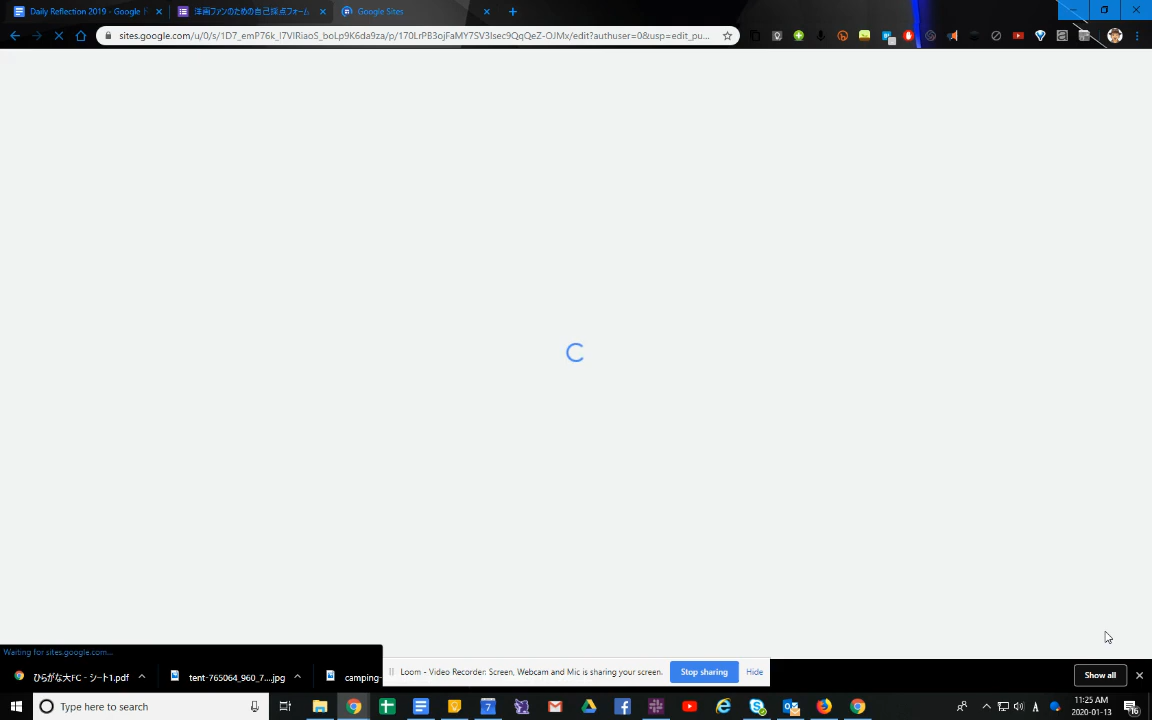 Daily Reflection 2019 - Google ド
洋画ファンのための自己採点フォーム
Google Sites
sites.google.com/u/0/s/1D7_emP76k_l7VIRiaoS_boLp9K6da9za/p/170LrPB3ojFaMY7SV3Isec9QqQeZ-OJMx/edit?authuser=0&usp=edit_pu...
Waiting for sites.google.com...
ひらがな大FC - シート1.pdf
tent-765064_960_7....jpg
camping-
Loom - Video Recorder: Screen, Webcam and Mic is sharing your screen.
Stop sharing
Hide
Show all
Type here to search
7
A
11:25 AM
2020-01-13
16